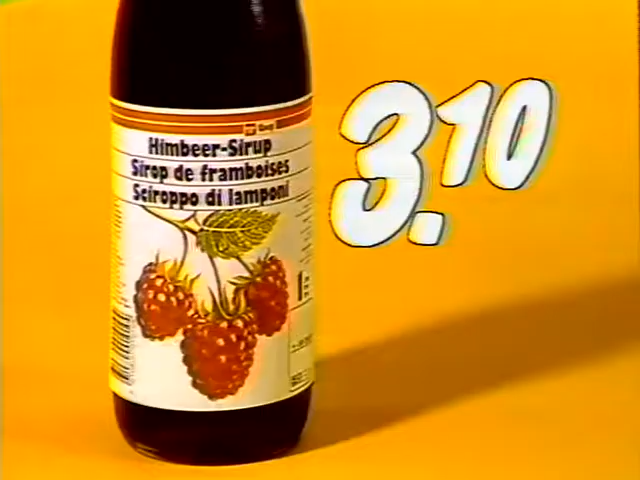 Himbeer-Sirup
Sirop de framboises
Sciroppo di lamponi
3.10